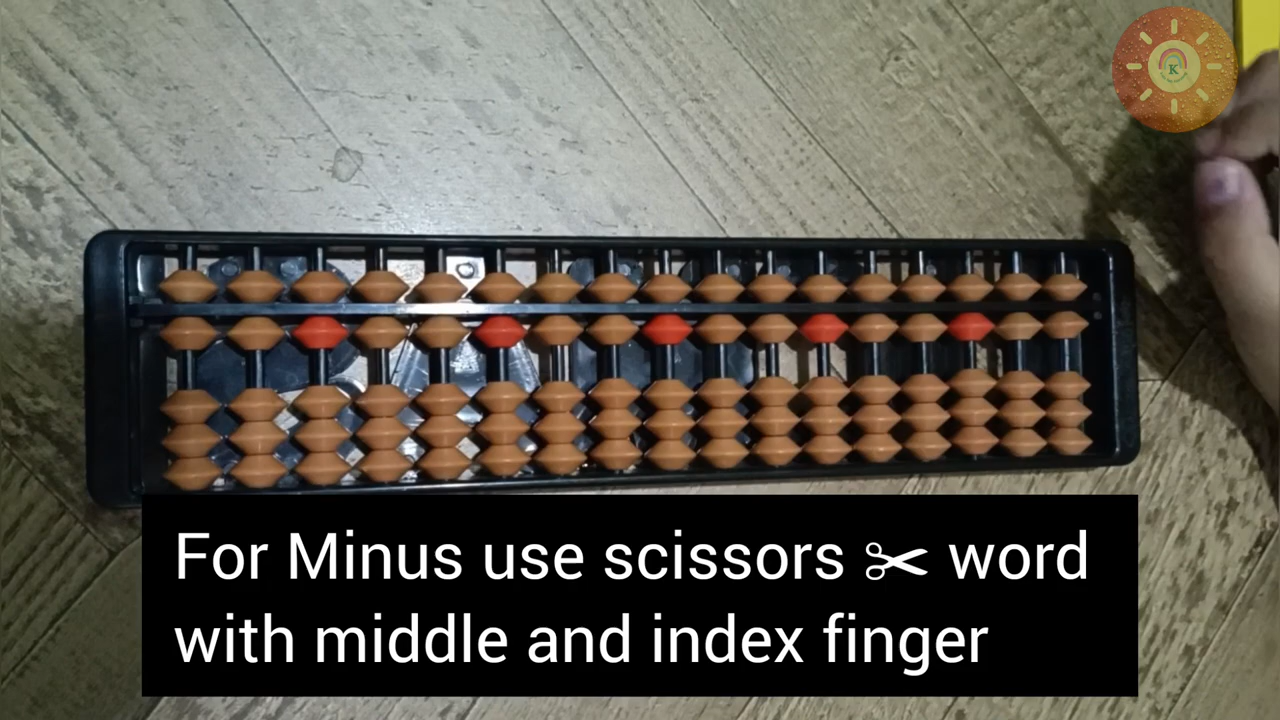 K
For Minus use scissors ✂ word
with middle and index finger